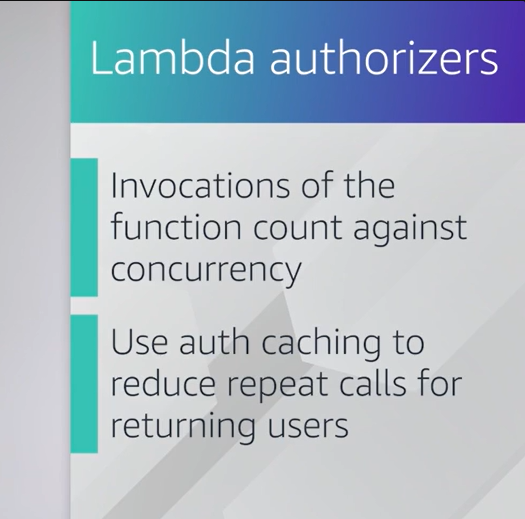 Lambda authorizers
Invocations of the
function count against
concurrency
Use auth caching to
reduce repeat calls for
returning users